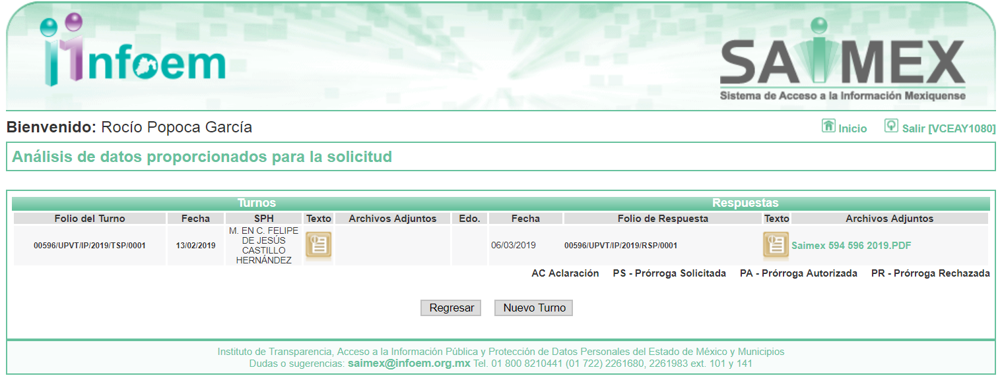 infoem
SAIMEX
Sistema de Acceso a la Información Mexiquense
Bienvenido: Rocío Popoca García
Inicio
Salir [VCEAY1080]
Análisis de datos proporcionados para la solicitud
Turnos Respuestas
Folio del Turno Fecha SPH Texto Archivos Adjuntos Edo. Fecha Folio de Respuesta Texto Archivos Adjuntos
00596/UPVT/IP/2019/TSP/0001 13/02/2019
M. EN C. FELIPE
DE JESÚS
CASTILLO
HERNÁNDEZ
06/03/2019 00596/UPVT/IP/2019/RSP/0001 Saimex 594 596 2019.PDF
AC Aclaración PS - Prórroga Solicitada PA - Prórroga Autorizada PR - Prórroga Rechazada
Regresar Nuevo Turno
Instituto de Transparencia, Acceso a la Información Pública y Protección de Datos Personales del Estado de México y Municipios
Dudas o sugerencias: saimex@infoem.org.mx Tel. 01 800 8210441 (01 722) 2261680, 2261983 ext. 101 y 141